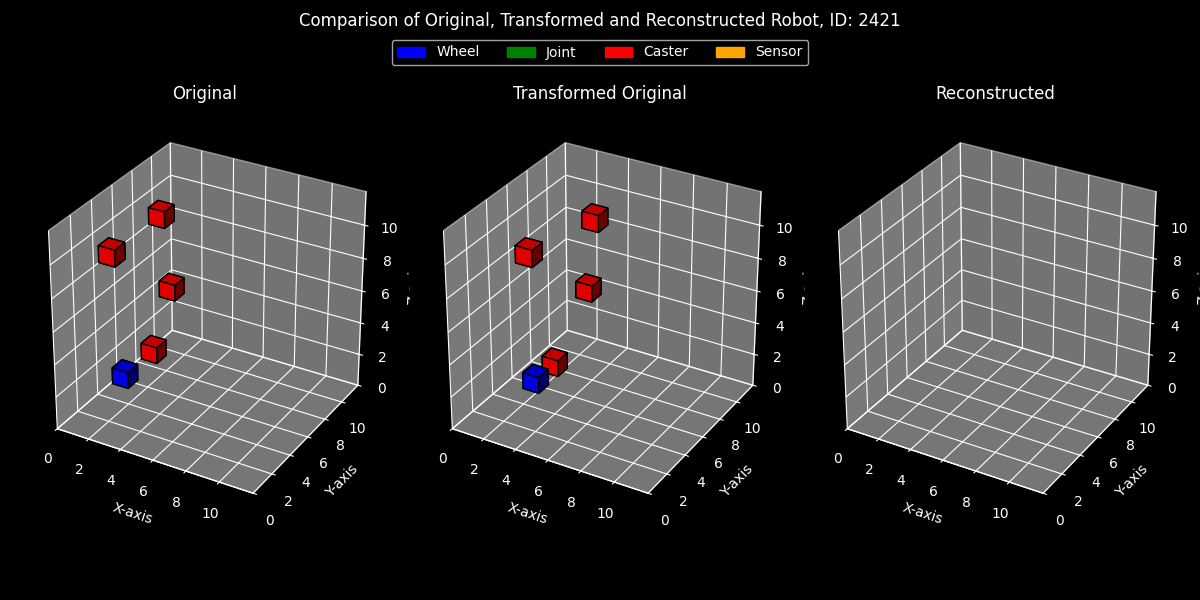 Comparison of Original, Transformed and Reconstructed Robot, ID: 2421
Wheel Joint Caster Sensor
Original Transformed Original Reconstructed
10 10 10
8 8 8
6 6 6
4 4 4
2 2 2
0 0 0
10 10 10
8 8 8
0 0 0
6 6 6
2 2 2
4 4 4
4 4 4
Y-axis Y-axis Y-axis
6 6 6
2 2 2
8 8 8
10 10 10
X-axis X-axis X-axis
0 0 0